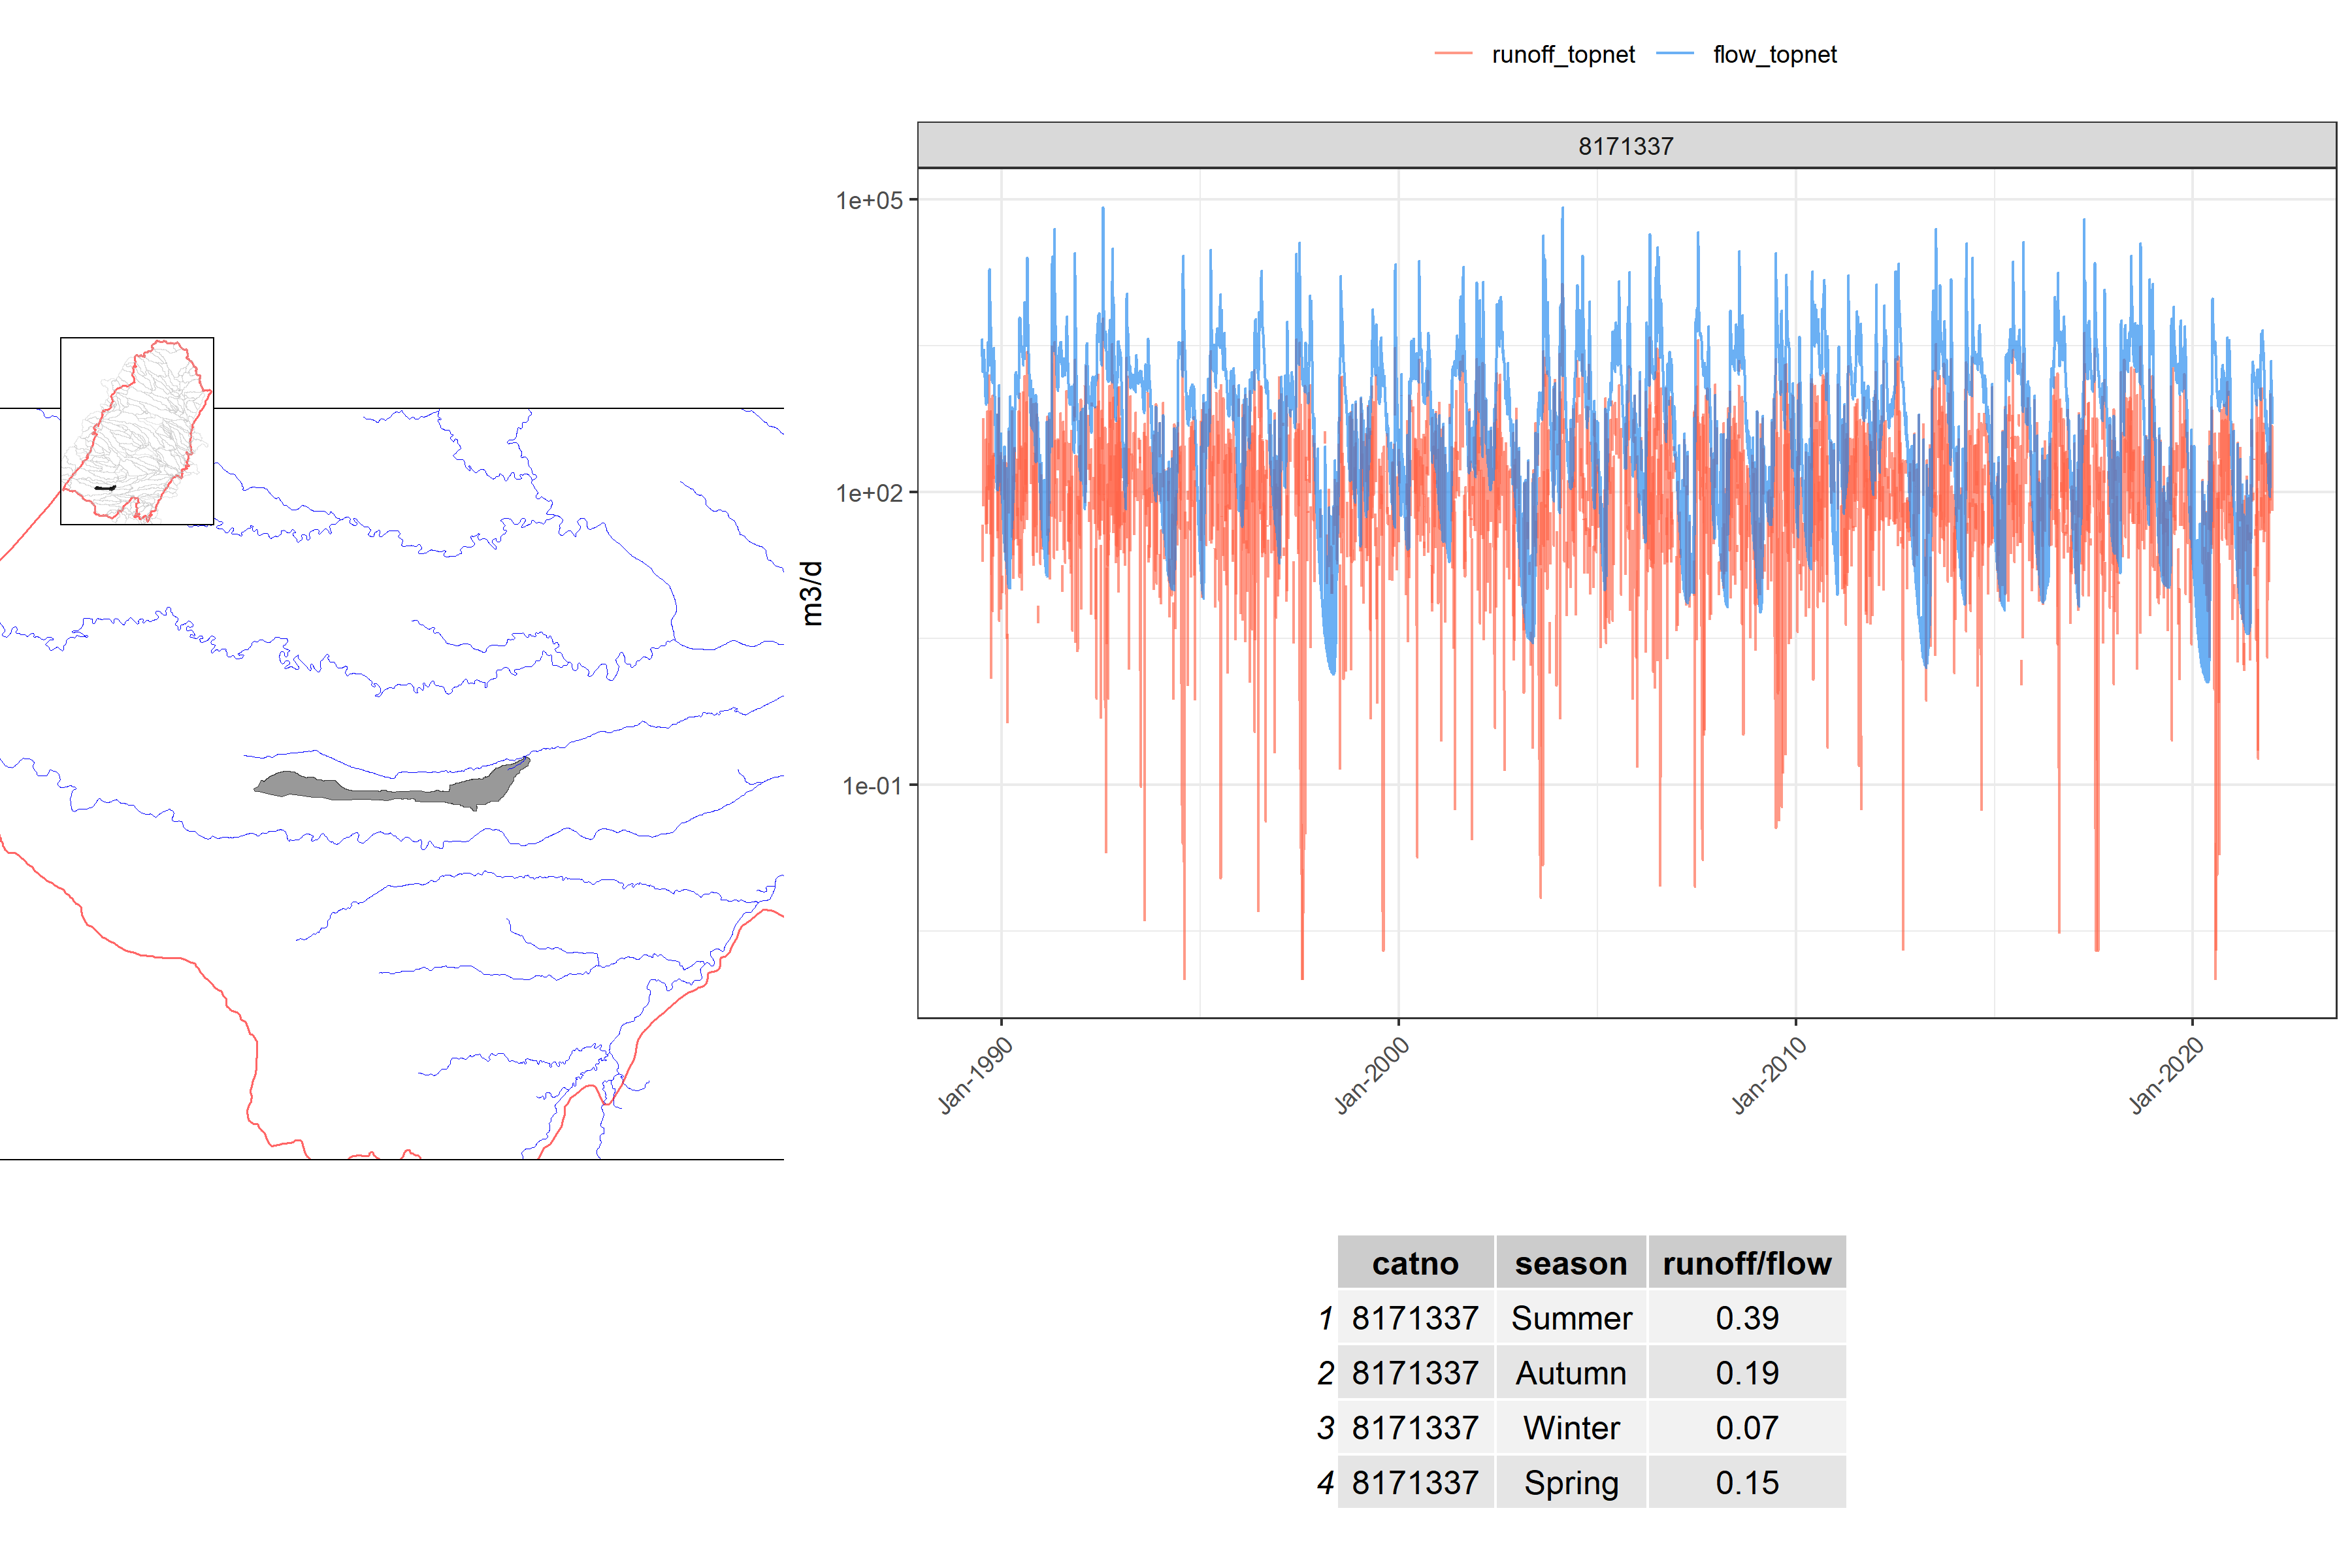 runoff_topnet flow_topnet
8171337
1e+05
1e+02
1e-01
m3/d
Jan-1990 Jan-2000 Jan-2010 Jan-2020
catno season runoff/flow
1 8171337 Summer 0.39
2 8171337 Autumn 0.19
3 8171337 Winter 0.07
4 8171337 Spring 0.15